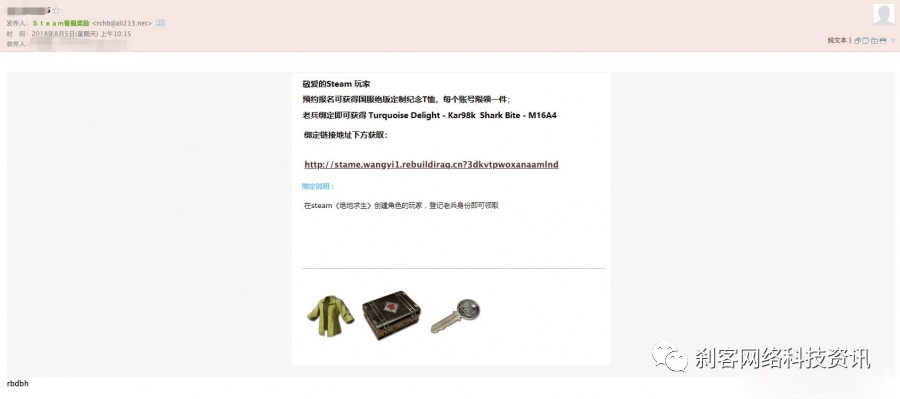 发件人：Ｓｔｅａｍ客服奖励 <rchb@ali213.net>
时　间：2018年8月5日(星期天) 上午10:15
收件人：
纯文本 |
敬爱的Steam 玩家
预约报名可获得国服绝版定制纪念T恤，每个账号限领一件；
老兵绑定即可获得 Turquoise Delight - Kar98k Shark Bite - M16A4
绑定链接地址下方获取：
http://stame.wangyi1.rebuildiraq.cn?3dkvtpwoxanaamlnd
绑定说明：
在steam《绝地求生》创建角色的玩家，登记老兵身份即可领取
刹客网络科技资讯
rbdbh